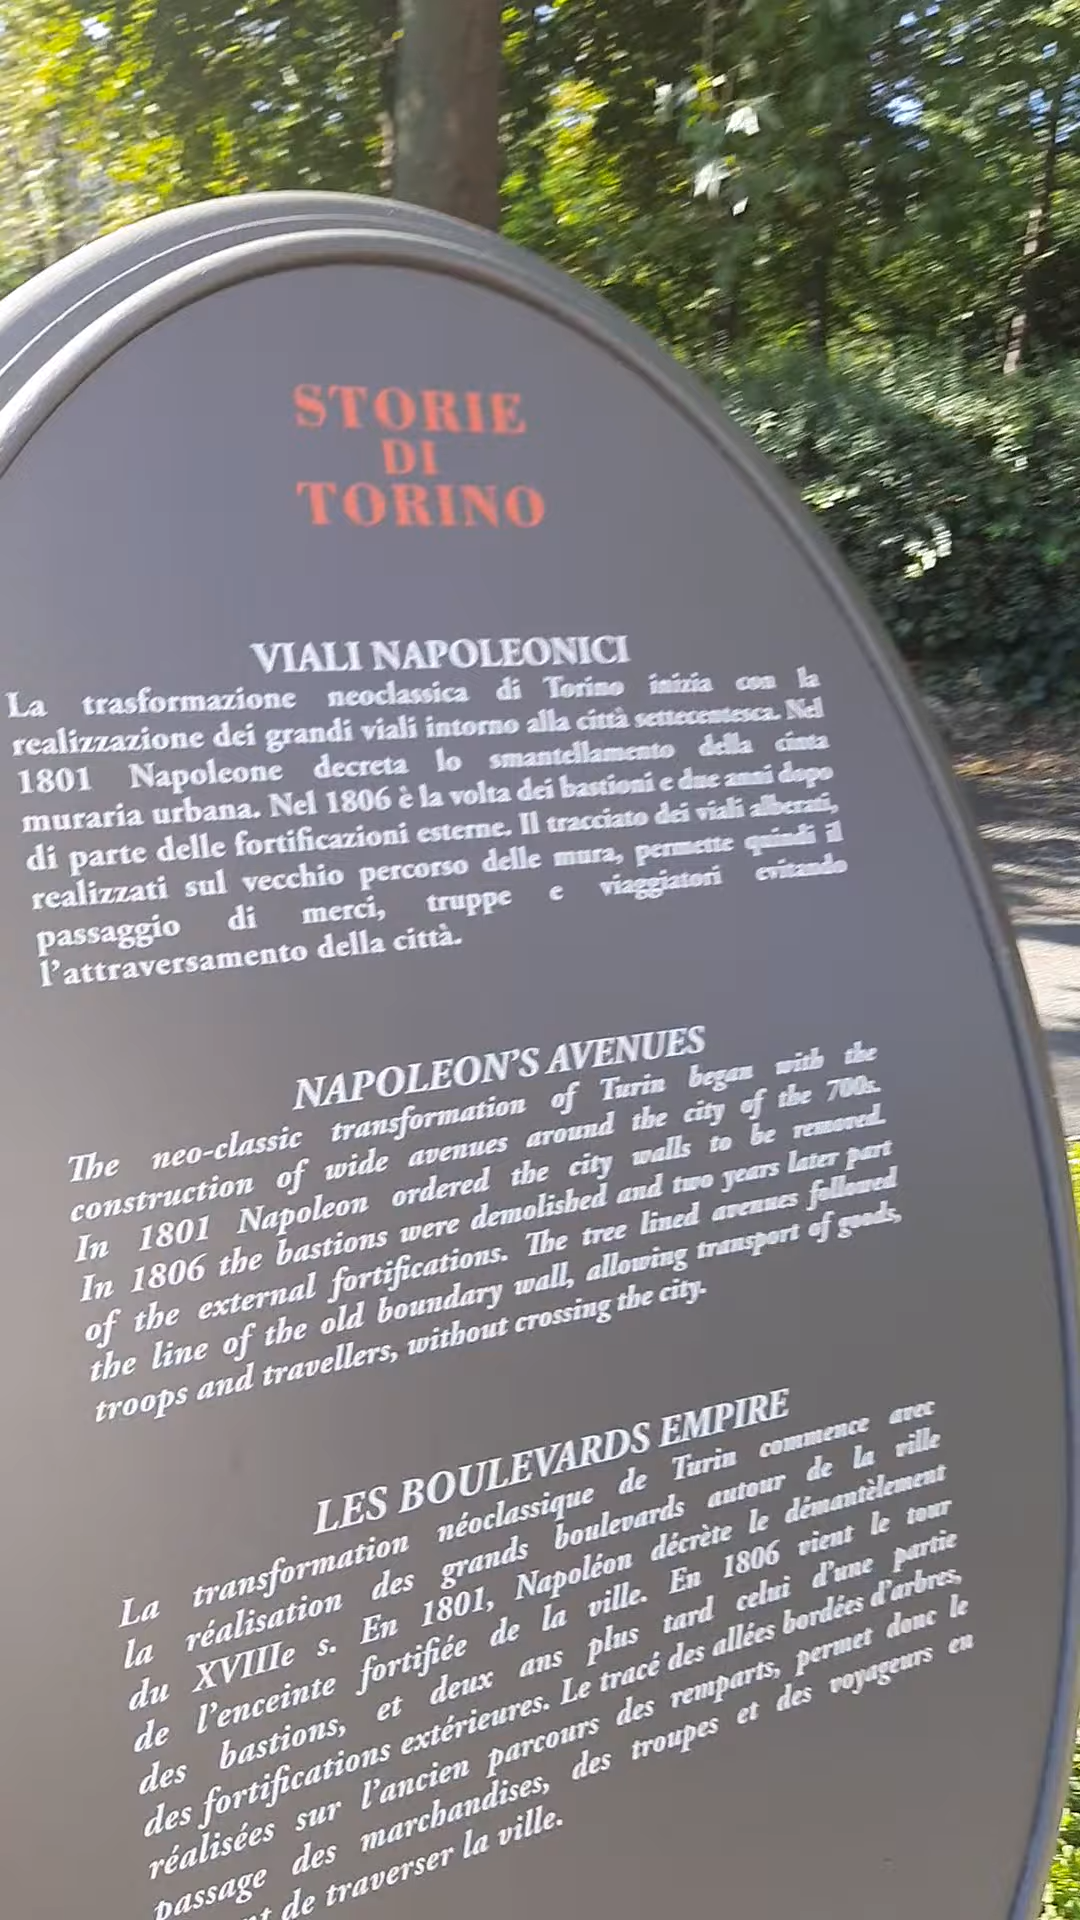 STORIE
DI
TORINO
VIALI NAPOLEONICI
La trasformazione neoclassica di Torino inizia con la
realizzazione dei grandi viali intorno alla città settecentesca. Nel
1801 Napoleone decreta lo smantellamento della cinta
muraria urbana. Nel 1806 è la volta dei bastioni e due anni dopo
di parte delle fortificazioni esterne. Il tracciato dei viali alberati,
realizzati sul vecchio percorso delle mura, permette quindi il
passaggio di merci, truppe e viaggiatori evitando
l'attraversamento della città.
NAPOLEON'S AVENUES
The neo-classic transformation of Turin began with the
construction of wide avenues around the city of the 700s.
In 1801 Napoleon ordered the city walls to be removed.
In 1806 the bastions were demolished and two years later part
of the external fortifications. The tree lined avenues followed
the line of the old boundary wall, allowing transport of goods,
troops and travellers, without crossing the city.
LES BOULEVARDS EMPIRE
La transformation néoclassique de Turin commence avec
la réalisation des grands boulevards autour de la ville
du XVIIIe s. En 1801, Napoléon décrète le démantèlement
de l'enceinte fortifiée de la ville. En 1806 vient le tour
des bastions, et deux ans plus tard celui d'une partie
des fortifications extérieures. Le tracé des allées bordées d'arbres,
réalisées sur l'ancien parcours des remparts, permet donc le
passage des marchandises, des troupes et des voyageurs en
de traverser la ville.